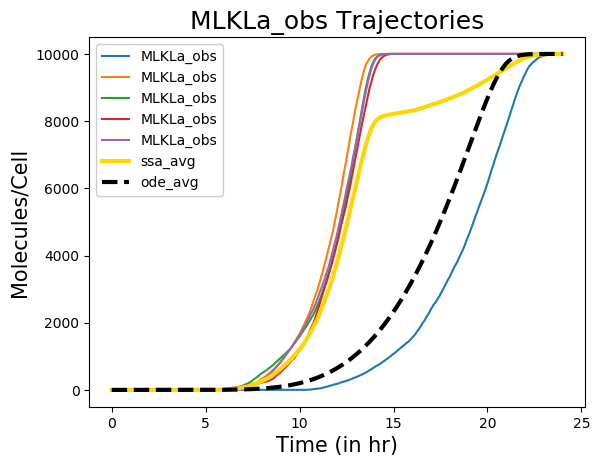 MLKLa_obs Trajectories
Molecules/Cell
10000
8000
6000
4000
2000
0
MLKLa_obs
MLKLa_obs
MLKLa_obs
MLKLa_obs
MLKLa_obs
ssa_avg
ode_avg
0 5 10 15 20 25
Time (in hr)